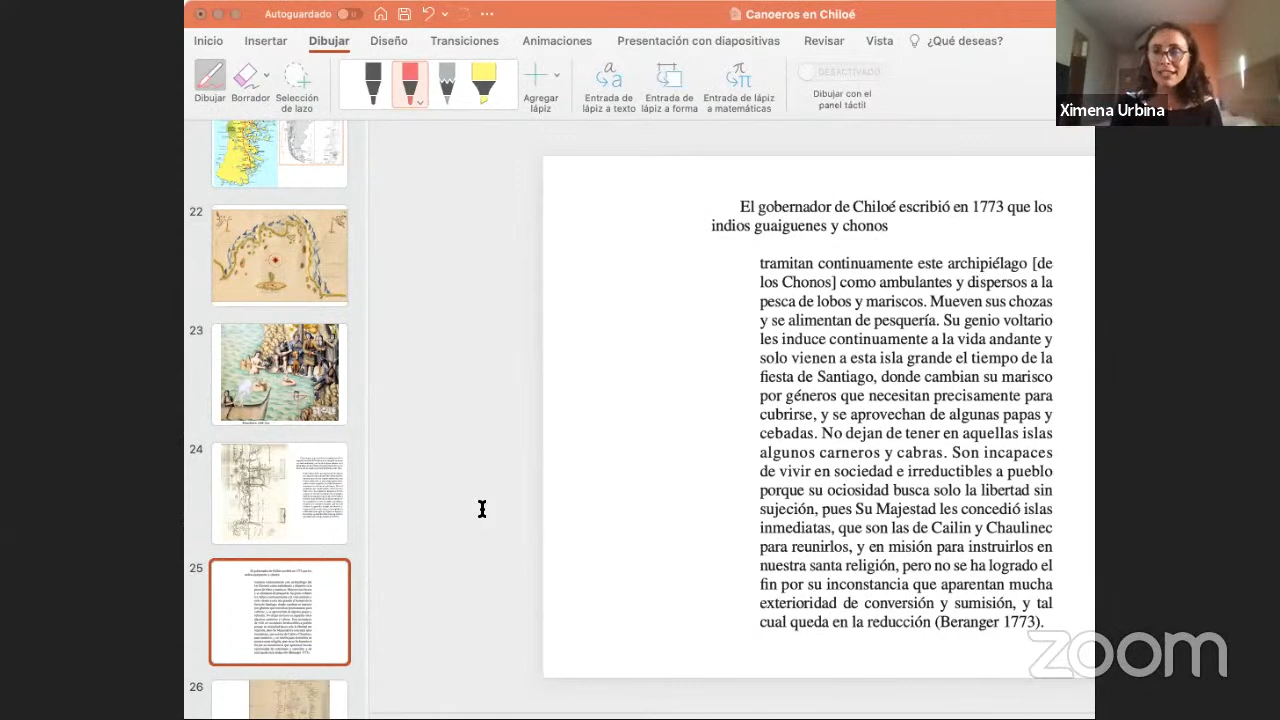 Autoguardado
Canoeros en Chiloé
Inicio Insertar Dibujar Diseño Transiciones Animaciones Presentación con diapositivas Revisar Vista ¿Qué deseas?
Dibujar
Borrador
Selección
de lazo
Agregar
lápiz
Entrada de
lápiz a texto
Entrada de
lápiz a forma
Entrada de lápiz
a matemáticas
DESACTIVADO
Dibujar con el
panel táctil
Ximena Urbina
22
23
24
25
26
El gobernador de Chiloé escribió en 1773 que los
indios guaiguenes y chonos
tramitan continuamente este archipiélago [de
los Chonos] como ambulantes y dispersos a la
pesca de lobos y mariscos. Mueven sus chozas
y se alimentan de pesquería. Su genio voltario
les induce continuamente a la vida andante y
solo vienen a esta isla grande el tiempo de la
fiesta de Santiago, donde cambian su marisco
por géneros que necesitan precisamente para
cubrirse, y se aprovechan de algunas papas y
cebadas. No dejan de tener en aquellas islas
algunos carneros y cabras. Son incapaces
de vivir en sociedad e irreductibles a pueblo
porque su ociosidad busca solo la libertad sin
sujeción, pues Su Majestad les concedió islas
inmediatas, que son las de Cailin y Chaulinec
para reunirlos, y en misión para instruirlos en
nuestra santa religión, pero no se ha logrado el
fin por su inconstancia que aparentan mucha
exterioridad de conversión y enmienda, y tal
cual queda en la reducción (Beranger 1773).
zoom